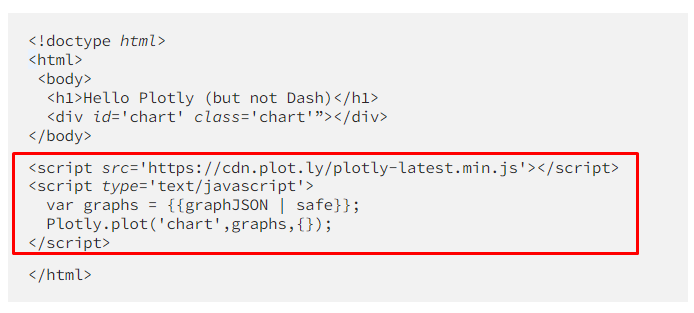 <!doctype html>
<html>
<body>
<h1>Hello Plotly (but not Dash)</h1>
<div id='chart' class='chart'”></div>
</body>
<script src='https://cdn.plot.ly/plotly-latest.min.js'></script>
<script type='text/javascript'>
var graphs = {{graphJSON | safe}};
Plotly.plot('chart',graphs,{});
</script>
</html>